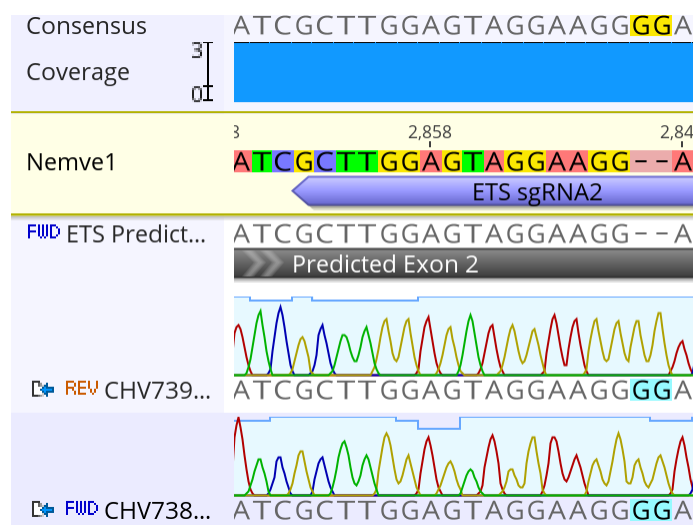 Consensus ATCGCTTGGAGTAGGAAGGGGA
Coverage
3
0
3 2,858 2,84
Nemve1 ATCGCTTGGAGTAGGAAGG--A
ETS sgRNA2
FWD ETS Predict... ATCGCTTGGAGTAGGAAGG--A
Predicted Exon 2
REV CHV739... ATCGCTTGGAGTAGGAAGGGGA
FWD CHV738... ATCGCTTGGAGTAGGAAGGGGA